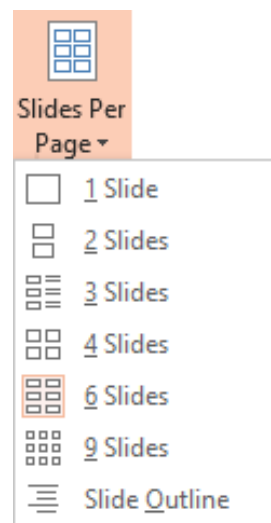 Slides Per
Page
1 Slide
2 Slides
3 Slides
4 Slides
6 Slides
9 Slides
Slide Outline